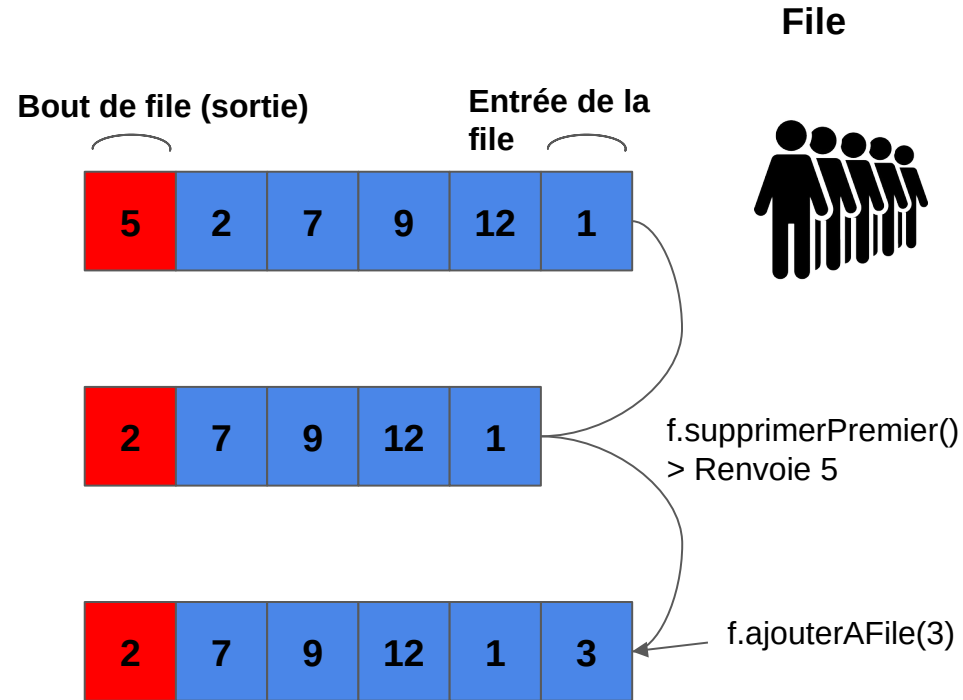 File
Bout de file (sortie)
Entrée de la
file
5 2 7 9 12 1
2 7 9 12 1
f.supprimerPremier()
> Renvoie 5
2 7 9 12 1 3
f.ajouterAFile(3)